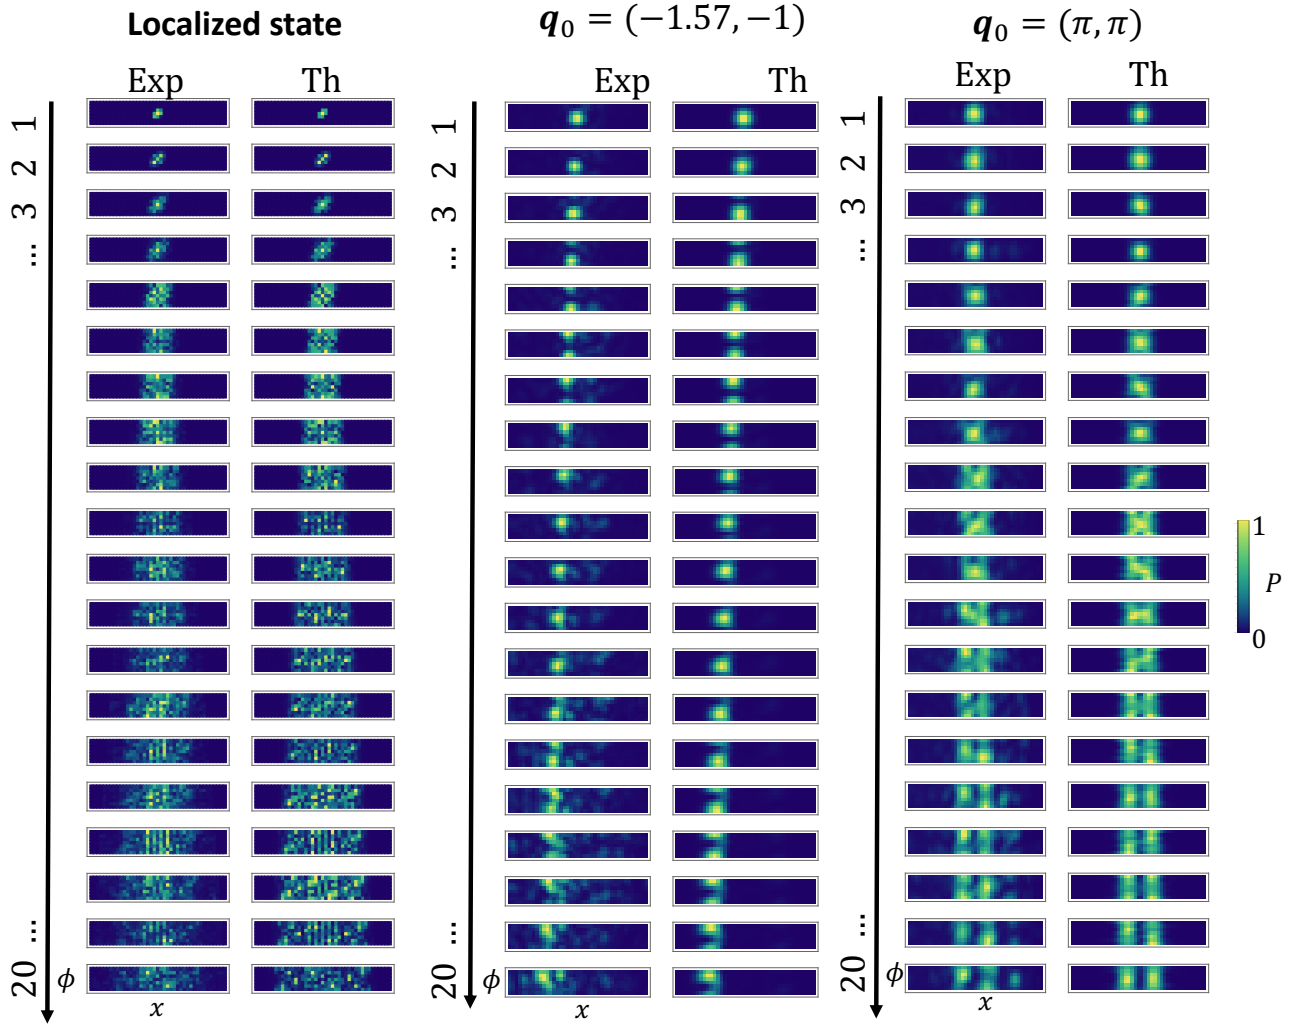 Localized state
𝒒₀ = (−1.57, −1)
𝒒₀ = (π, π)
Exp Th
Exp Th
Exp Th
1
2
3
...
...
20
ϕ
x
1
2
3
...
...
20
ϕ
x
1
2
3
...
...
20
ϕ
x
1
P
0